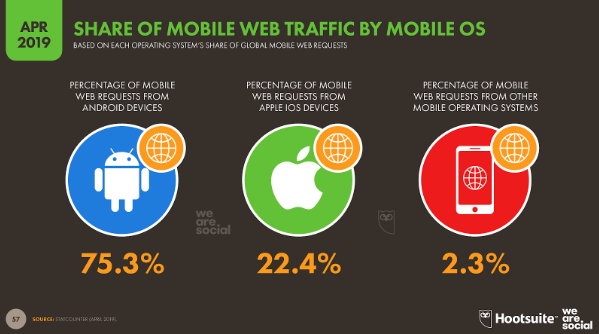 APR
2019
SHARE OF MOBILE WEB TRAFFIC BY MOBILE OS
BASED ON EACH OPERATING SYSTEM'S SHARE OF GLOBAL MOBILE WEB REQUESTS
PERCENTAGE OF MOBILE
WEB REQUESTS FROM
ANDROID DEVICES
PERCENTAGE OF MOBILE
WEB REQUESTS FROM
APPLE IOS DEVICES
PERCENTAGE OF MOBILE
WEB REQUESTS FROM OTHER
MOBILE OPERATING SYSTEMS
we
are
social
75.3%
22.4%
2.3%
57
SOURCE: STATCOUNTER (APRIL 2019).
Hootsuite™
we
are
social